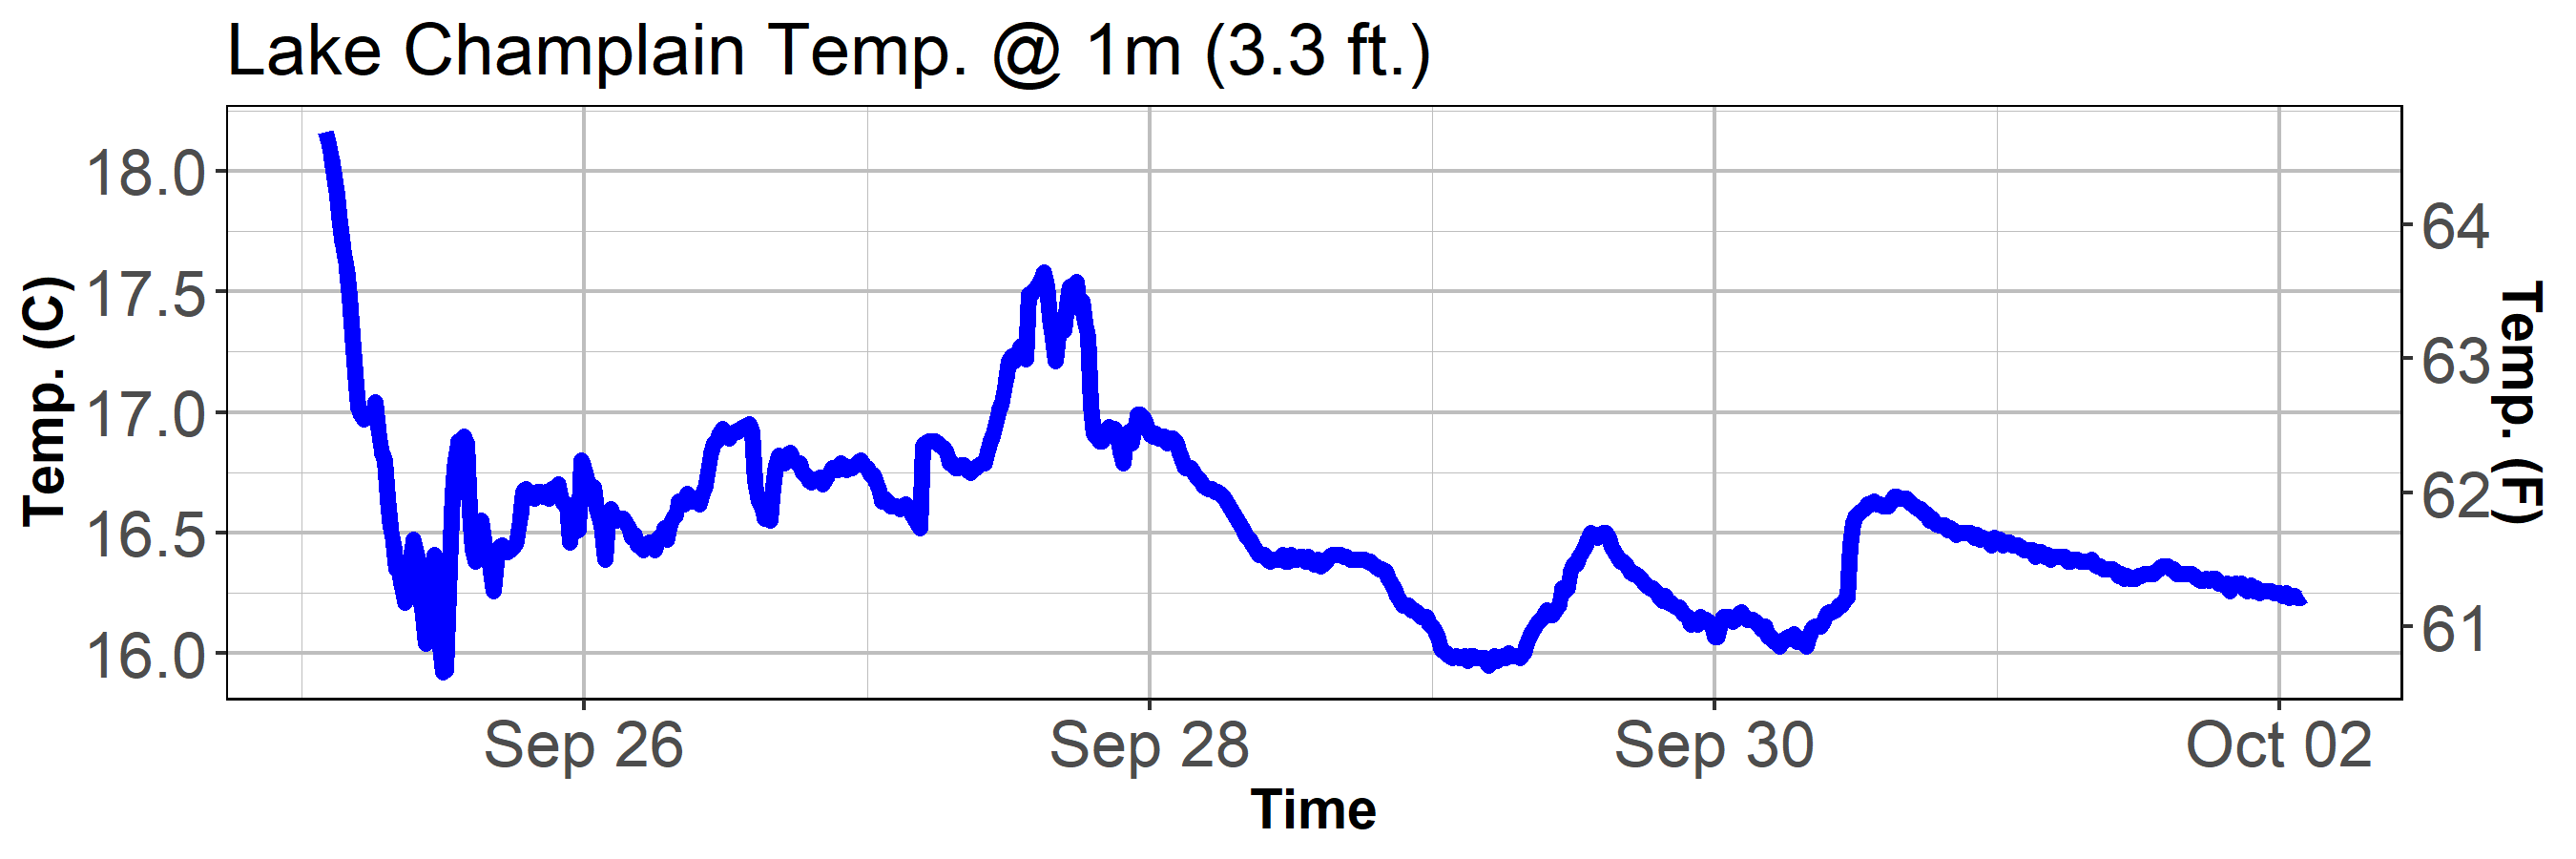 Lake Champlain Temp. @ 1m (3.3 ft.)
Temp. (C)
18.0
17.5
17.0
16.5
16.0
64
63
62
61
Temp. (F)
Sep 26 Sep 28 Sep 30 Oct 02
Time